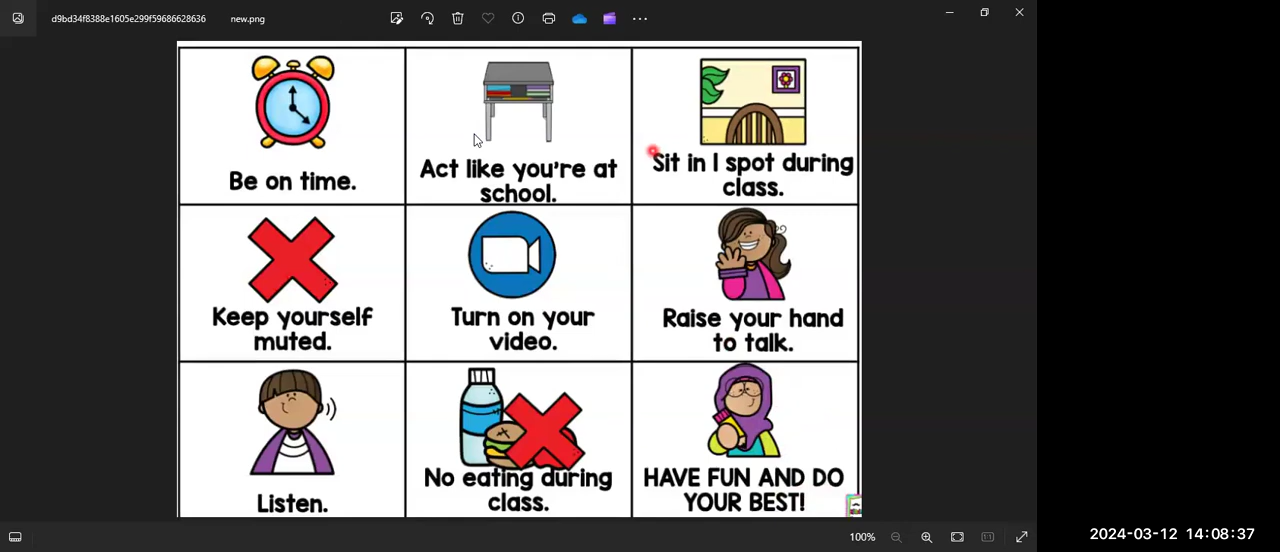 d9bd34f8388e1605e299f59686628636
new.png
Be on time.
Act like you're at
school.
Sit in 1 spot during
class.
Keep yourself
muted.
Turn on your
video.
Raise your hand
to talk.
Listen.
No eating during
class.
HAVE FUN AND DO
YOUR BEST!
100%
2024-03-12 14:08:37